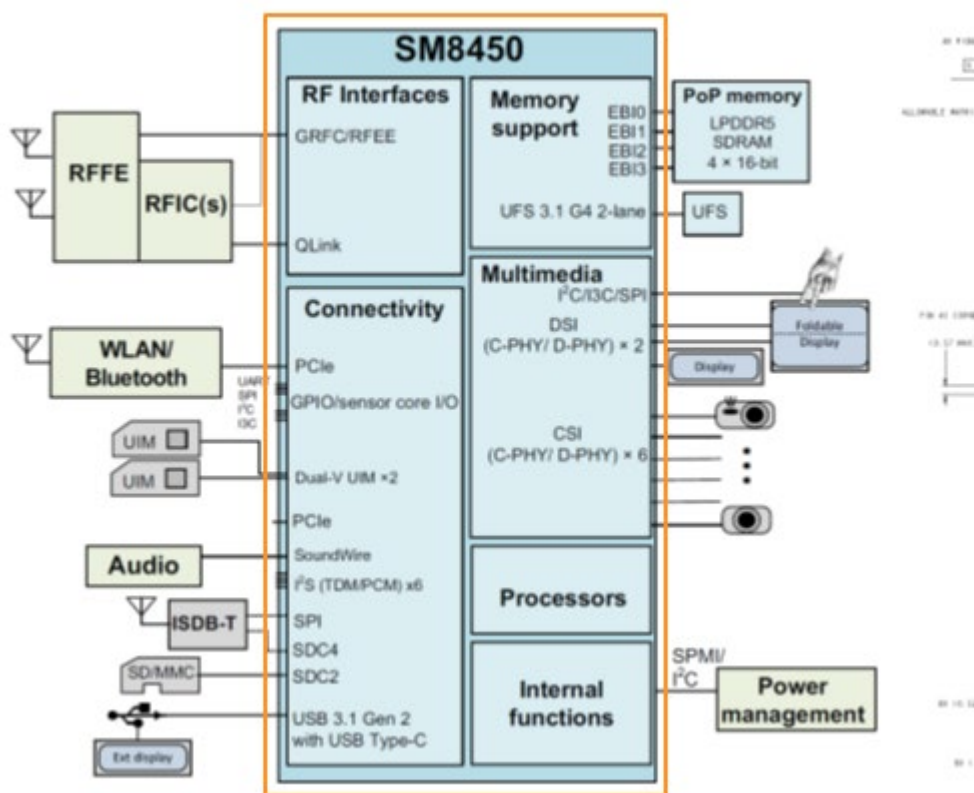 SM8450
RF Interfaces
GRFC/RFEE
QLink
RFFE
RFIC(s)
Memory
support
EBI0
EBI1
EBI2
EBI3
UFS 3.1 G4 2-lane
PoP memory
LPDDR5
SDRAM
4 × 16-bit
UFS
Connectivity
PCIe
GPIO/sensor core I/O
Dual-V UIM ×2
PCIe
SoundWire
I²S (TDM/PCM) x6
SPI
SDC4
SDC2
USB 3.1 Gen 2
with USB Type-C
WLAN/
Bluetooth
UART
SPI
I²C
I3C
UIM
UIM
Audio
ISDB-T
SD/MMC
Ext display
Multimedia
I²C/I3C/SPI
DSI
(C-PHY/ D-PHY) × 2
CSI
(C-PHY/ D-PHY) × 6
Foldable
Display
Display
Processors
Internal
functions
SPMI/
I²C
Power
management